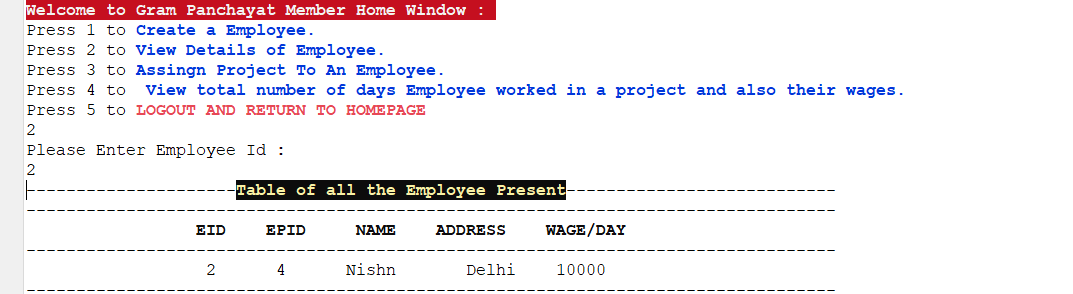 Welcome to Gram Panchayat Member Home Window :
Press 1 to Create a Employee.
Press 2 to View Details of Employee.
Press 3 to Assingn Project To An Employee.
Press 4 to  View total number of days Employee worked in a project and also their wages.
Press 5 to LOGOUT AND RETURN TO HOMEPAGE
2
Please Enter Employee Id :
2
---------------------Table of all the Employee Present---------------------------
---------------------------------------------------------------------------------
EID EPID NAME ADDRESS WAGE/DAY
---------------------------------------------------------------------------------
2 4 Nishn Delhi 10000
---------------------------------------------------------------------------------